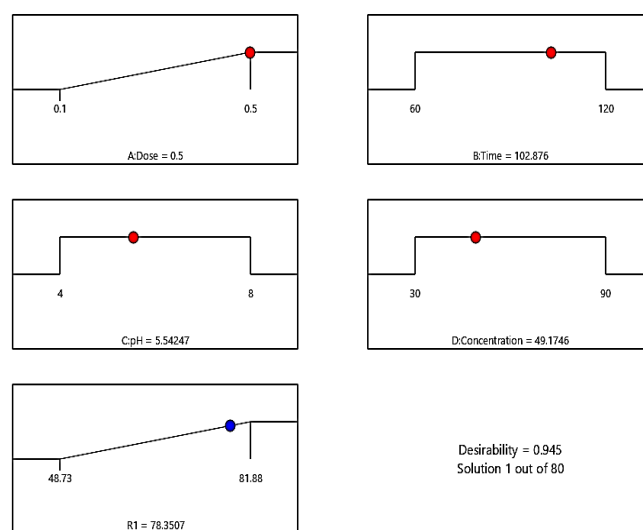 0.1 0.5
A:Dose = 0.5
60 120
B:Time = 102.876
4 8
C:pH = 5.54247
30 90
D:Concentration = 49.1746
48.73 81.88
R1 = 78.3507
Desirability = 0.945
Solution 1 out of 80